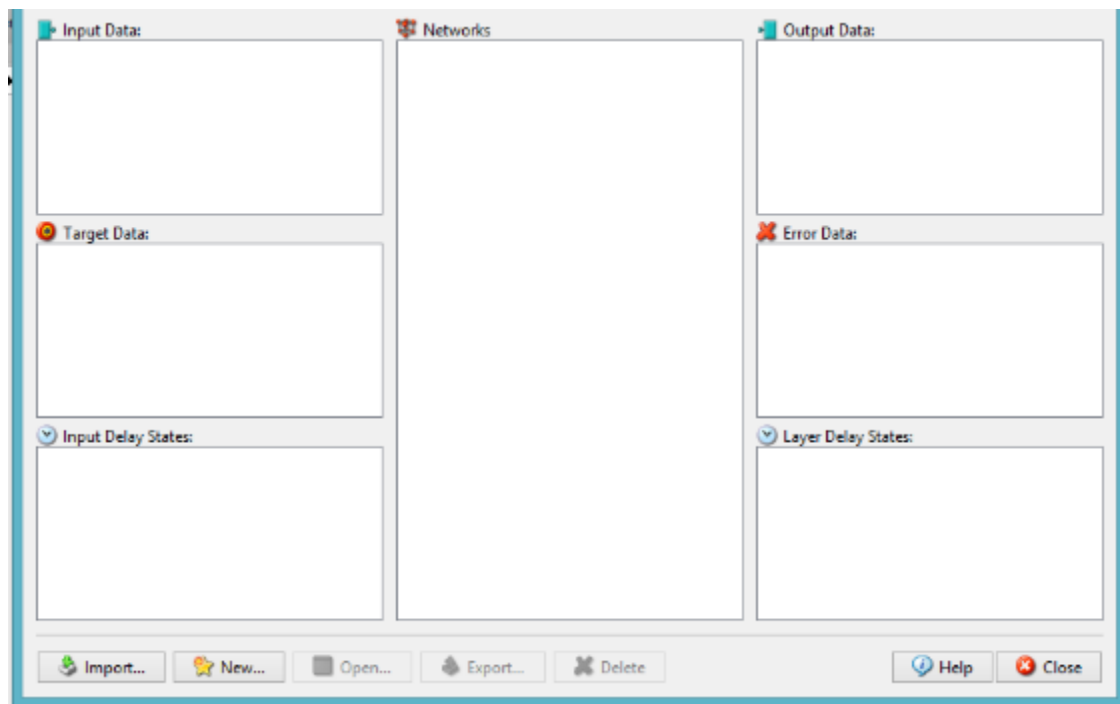 Input Data:
Networks
Output Data:
Target Data:
Error Data:
Input Delay States:
Layer Delay States:
Import...
New...
Open...
Export...
Delete
Help
Close